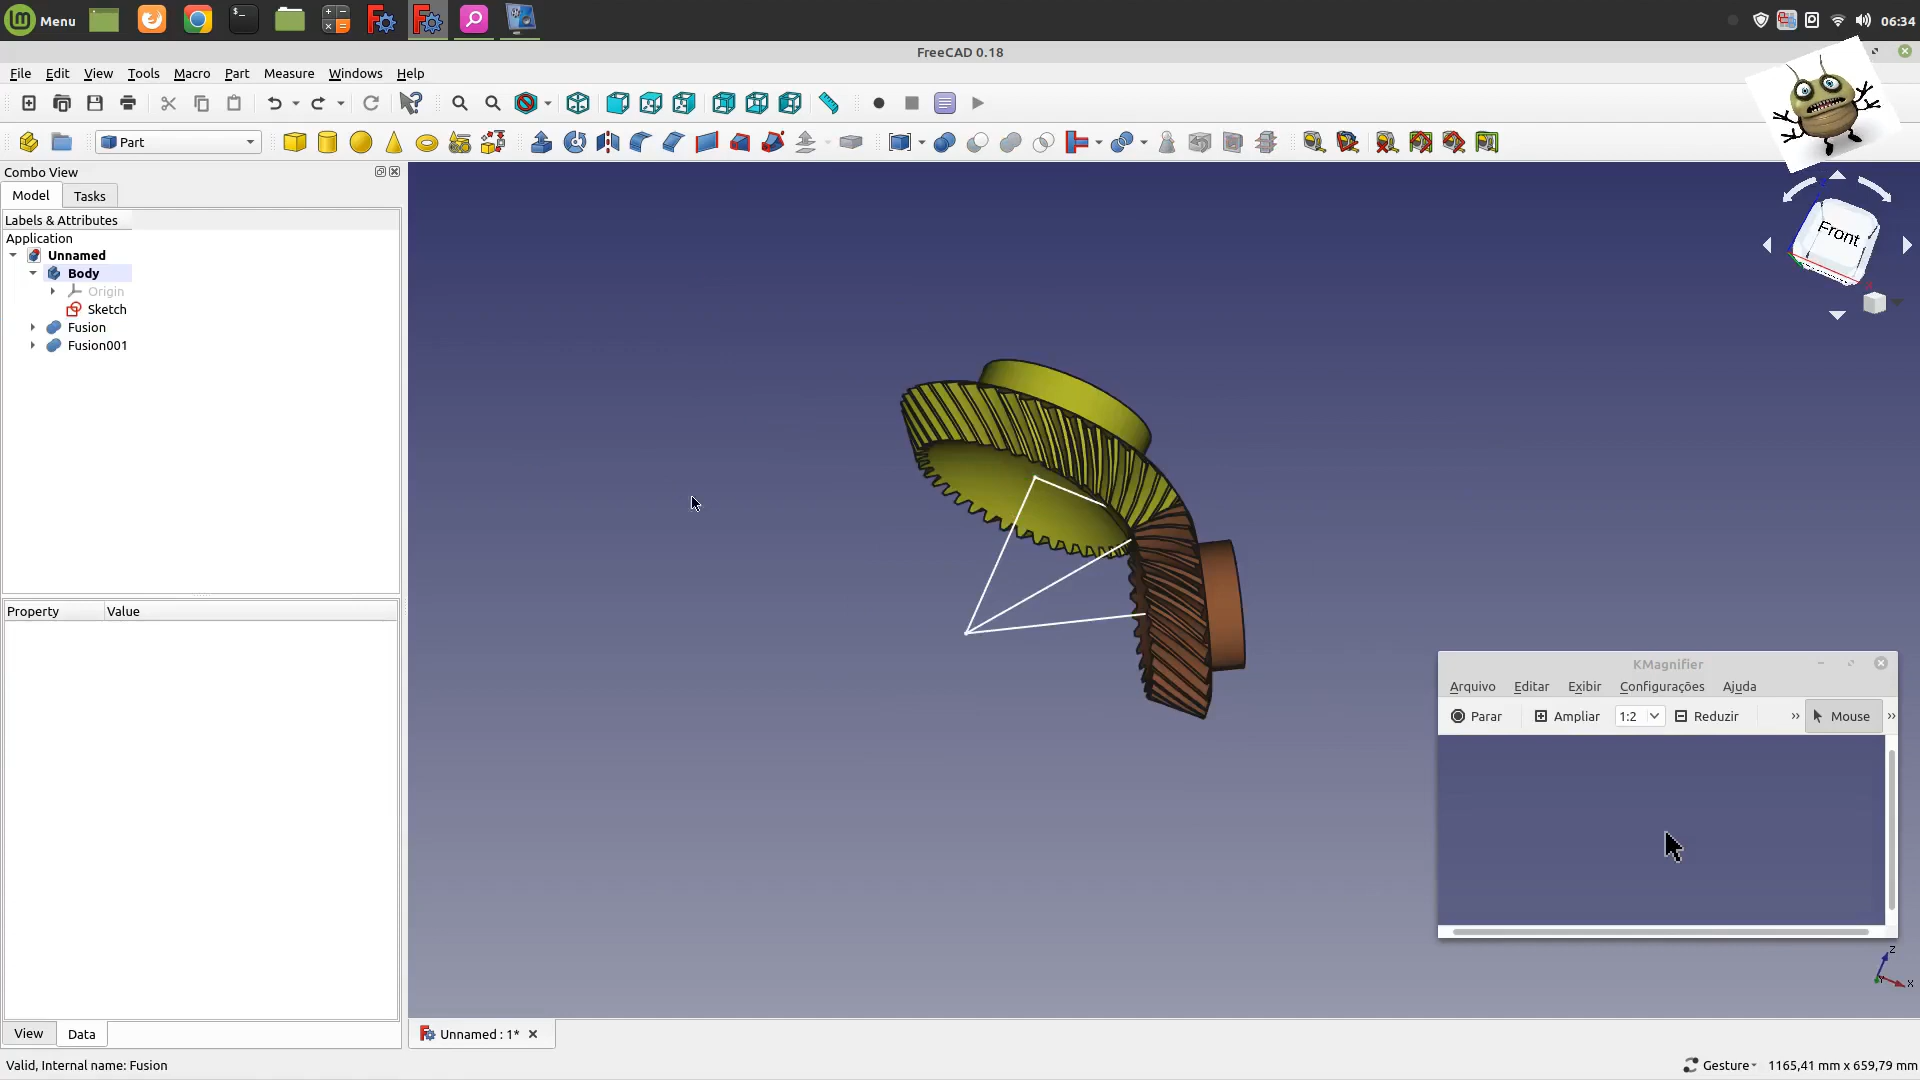 Menu
06:34
FreeCAD 0.18
File Edit View Tools Macro Part Measure Windows Help
Part
Combo View
Model Tasks
Labels & Attributes
Application
Unnamed
Body
Origin
Sketch
Fusion
Fusion001
Front
Property Value
KMagnifier
Arquivo Editar Exibir Configurações Ajuda
Parar Ampliar 1:2 Reduzir » Mouse »
Z
X
View Data
Unnamed : 1*
Valid, Internal name: Fusion
Gesture
1165,41 mm x 659,79 mm